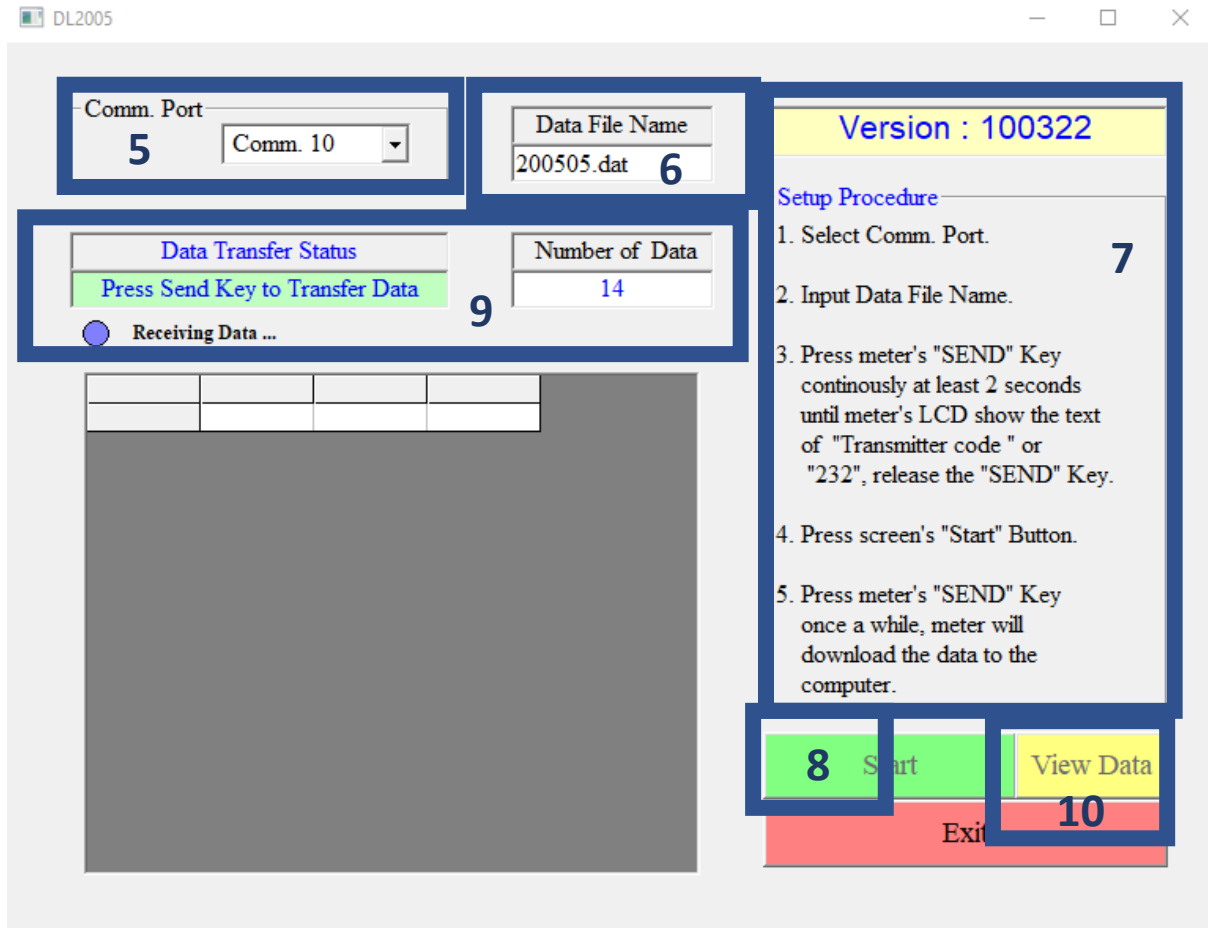 DL2005
Comm. Port
5
Comm. 10
Data File Name
200505.dat
6
Version : 100322
Setup Procedure
7
1. Select Comm. Port.
2. Input Data File Name.
3. Press meter's "SEND" Key
continously at least 2 seconds
until meter's LCD show the text
of "Transmitter code " or
"232", release the "SEND" Key.
4. Press screen's "Start" Button.
5. Press meter's "SEND" Key
once a while, meter will
download the data to the
computer.
Data Transfer Status
Press Send Key to Transfer Data
Number of Data
14
9
Receiving Data ...
8
Start
View Data
10
Exit